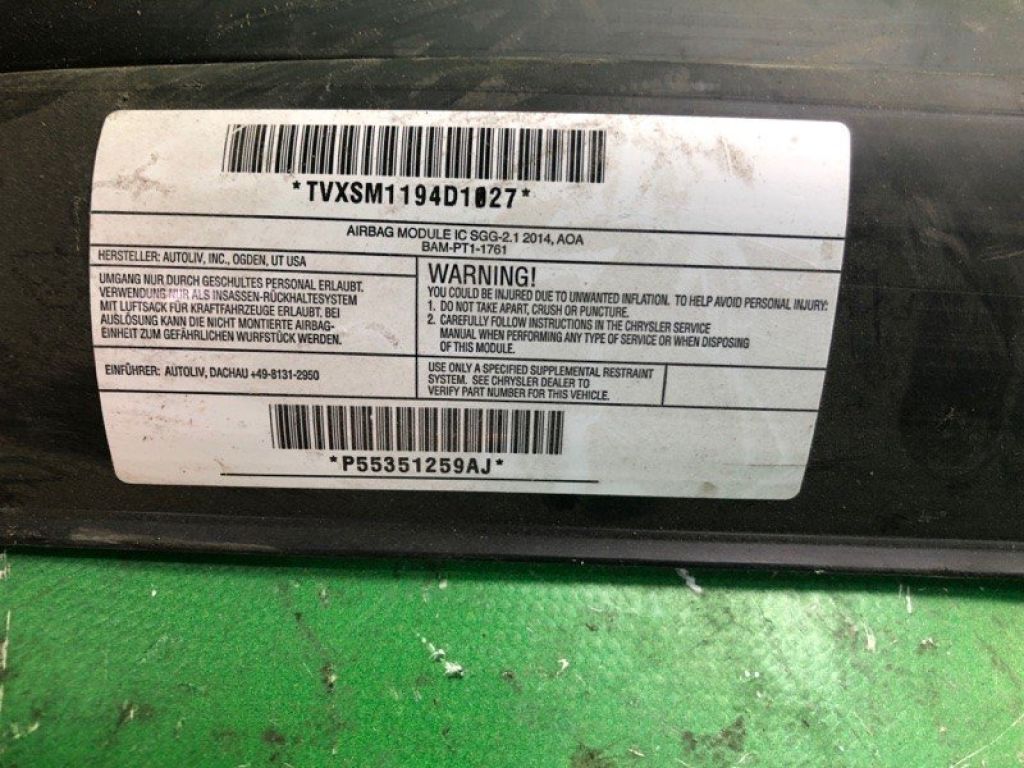 *TVXSM1194D1027*
AIRBAG MODULE IC SGG-2.1 2014, AOA
BAM-PT1-1761
HERSTELLER: AUTOLIV, INC., OGDEN, UT USA
UMGANG NUR DURCH GESCHULTES PERSONAL ERLAUBT.
VERWENDUNG NUR ALS INSASSEN-RÜCKHALTESYSTEM
MIT LUFTSACK FÜR KRAFTFAHRZEUGE ERLAUBT. BEI
AUSLÖSUNG KANN DIE NICHT MONTIERTE AIRBAG-
EINHEIT ZUM GEFÄHRLICHEN WURFSTÜCK WERDEN.
EINFÜHRER: AUTOLIV, DACHAU +49-8131-2950
WARNING!
YOU COULD BE INJURED DUE TO UNWANTED INFLATION. TO HELP AVOID PERSONAL INJURY:
1. DO NOT TAKE APART, CRUSH OR PUNCTURE.
2. CAREFULLY FOLLOW INSTRUCTIONS IN THE CHRYSLER SERVICE
MANUAL WHEN PERFORMING ANY TYPE OF SERVICE OR WHEN DISPOSING
OF THIS MODULE.
USE ONLY A SPECIFIED SUPPLEMENTAL RESTRAINT
SYSTEM. SEE CHRYSLER DEALER TO
VERIFY PART NUMBER FOR THIS VEHICLE.
*P55351259AJ*